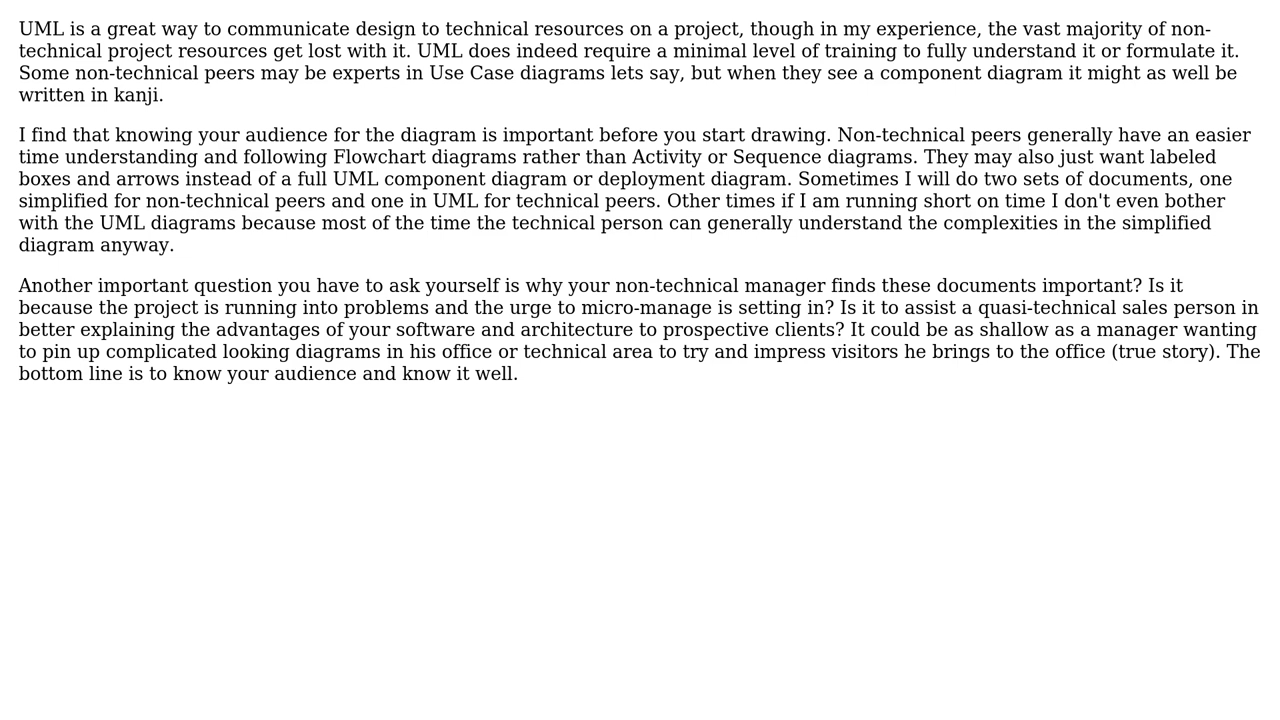 UML is a great way to communicate design to technical resources on a project, though in my experience, the vast majority of non-
technical project resources get lost with it. UML does indeed require a minimal level of training to fully understand it or formulate it.
Some non-technical peers may be experts in Use Case diagrams lets say, but when they see a component diagram it might as well be
written in kanji.
I find that knowing your audience for the diagram is important before you start drawing. Non-technical peers generally have an easier
time understanding and following Flowchart diagrams rather than Activity or Sequence diagrams. They may also just want labeled
boxes and arrows instead of a full UML component diagram or deployment diagram. Sometimes I will do two sets of documents, one
simplified for non-technical peers and one in UML for technical peers. Other times if I am running short on time I don't even bother
with the UML diagrams because most of the time the technical person can generally understand the complexities in the simplified
diagram anyway.
Another important question you have to ask yourself is why your non-technical manager finds these documents important? Is it
because the project is running into problems and the urge to micro-manage is setting in? Is it to assist a quasi-technical sales person in
better explaining the advantages of your software and architecture to prospective clients? It could be as shallow as a manager wanting
to pin up complicated looking diagrams in his office or technical area to try and impress visitors he brings to the office (true story). The
bottom line is to know your audience and know it well.